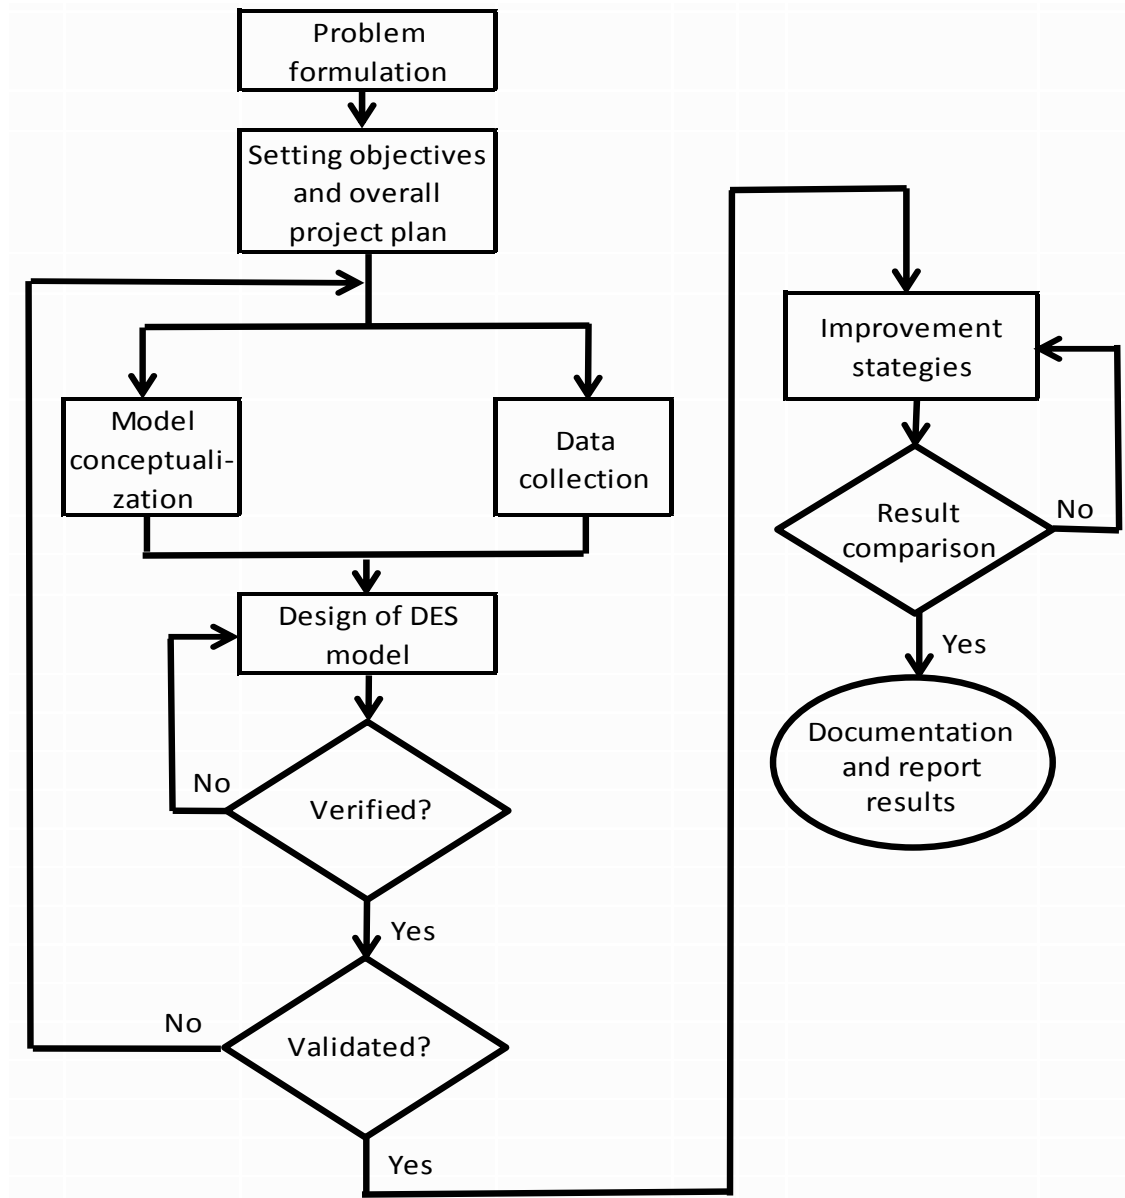 Problem
formulation
Setting objectives
and overall
project plan
Model
conceptuali-
zation
Data
collection
Design of DES
model
No
Verified?
Yes
No
Validated?
Yes
Improvement
stategies
Result
comparison
No
Yes
Documentation
and report
results